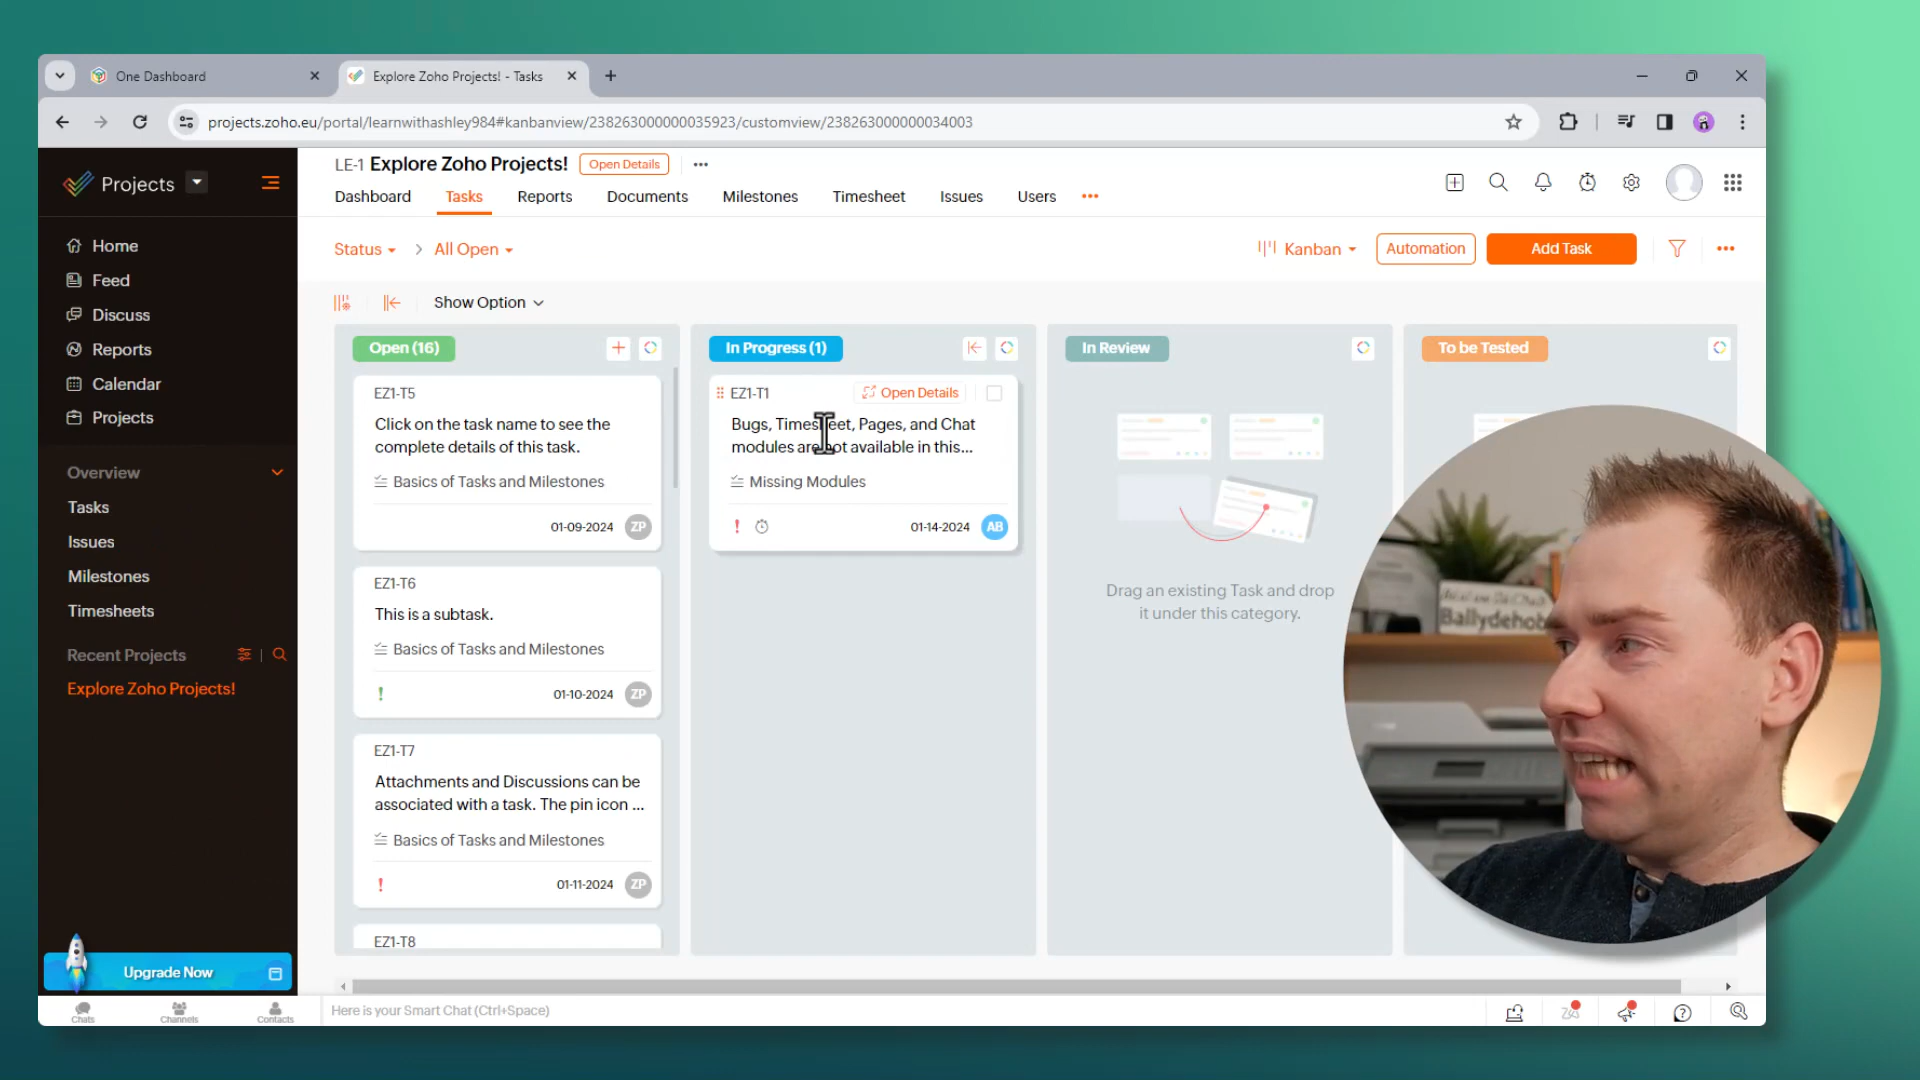 One Dashboard
Explore Zoho Projects! - Tasks
projects.zoho.eu/portal/learnwithashley984#kanbanview/238263000000035923/customview/238263000000034003
Projects
LE-1 Explore Zoho Projects!
Open Details
Dashboard
Tasks
Reports
Documents
Milestones
Timesheet
Issues
Users
Home
Feed
Discuss
Reports
Calendar
Projects
Overview
Tasks
Issues
Milestones
Timesheets
Recent Projects
Explore Zoho Projects!
Upgrade Now
Status
All Open
Kanban
Automation
Add Task
Show Option
Open (16)
EZ1-T5
Click on the task name to see the
complete details of this task.
Basics of Tasks and Milestones
01-09-2024
ZP
EZ1-T6
This is a subtask.
Basics of Tasks and Milestones
01-10-2024
ZP
EZ1-T7
Attachments and Discussions can be
associated with a task. The pin icon ...
Basics of Tasks and Milestones
01-11-2024
ZP
EZ1-T8
In Progress (1)
EZ1-T1
Open Details
Bugs, Timesheet, Pages, and Chat
modules are not available in this...
Missing Modules
01-14-2024
AB
In Review
Drag an existing Task and drop
it under this category.
To be Tested
Ballydehob
Chats
Channels
Contacts
Here is your Smart Chat (Ctrl+Space)